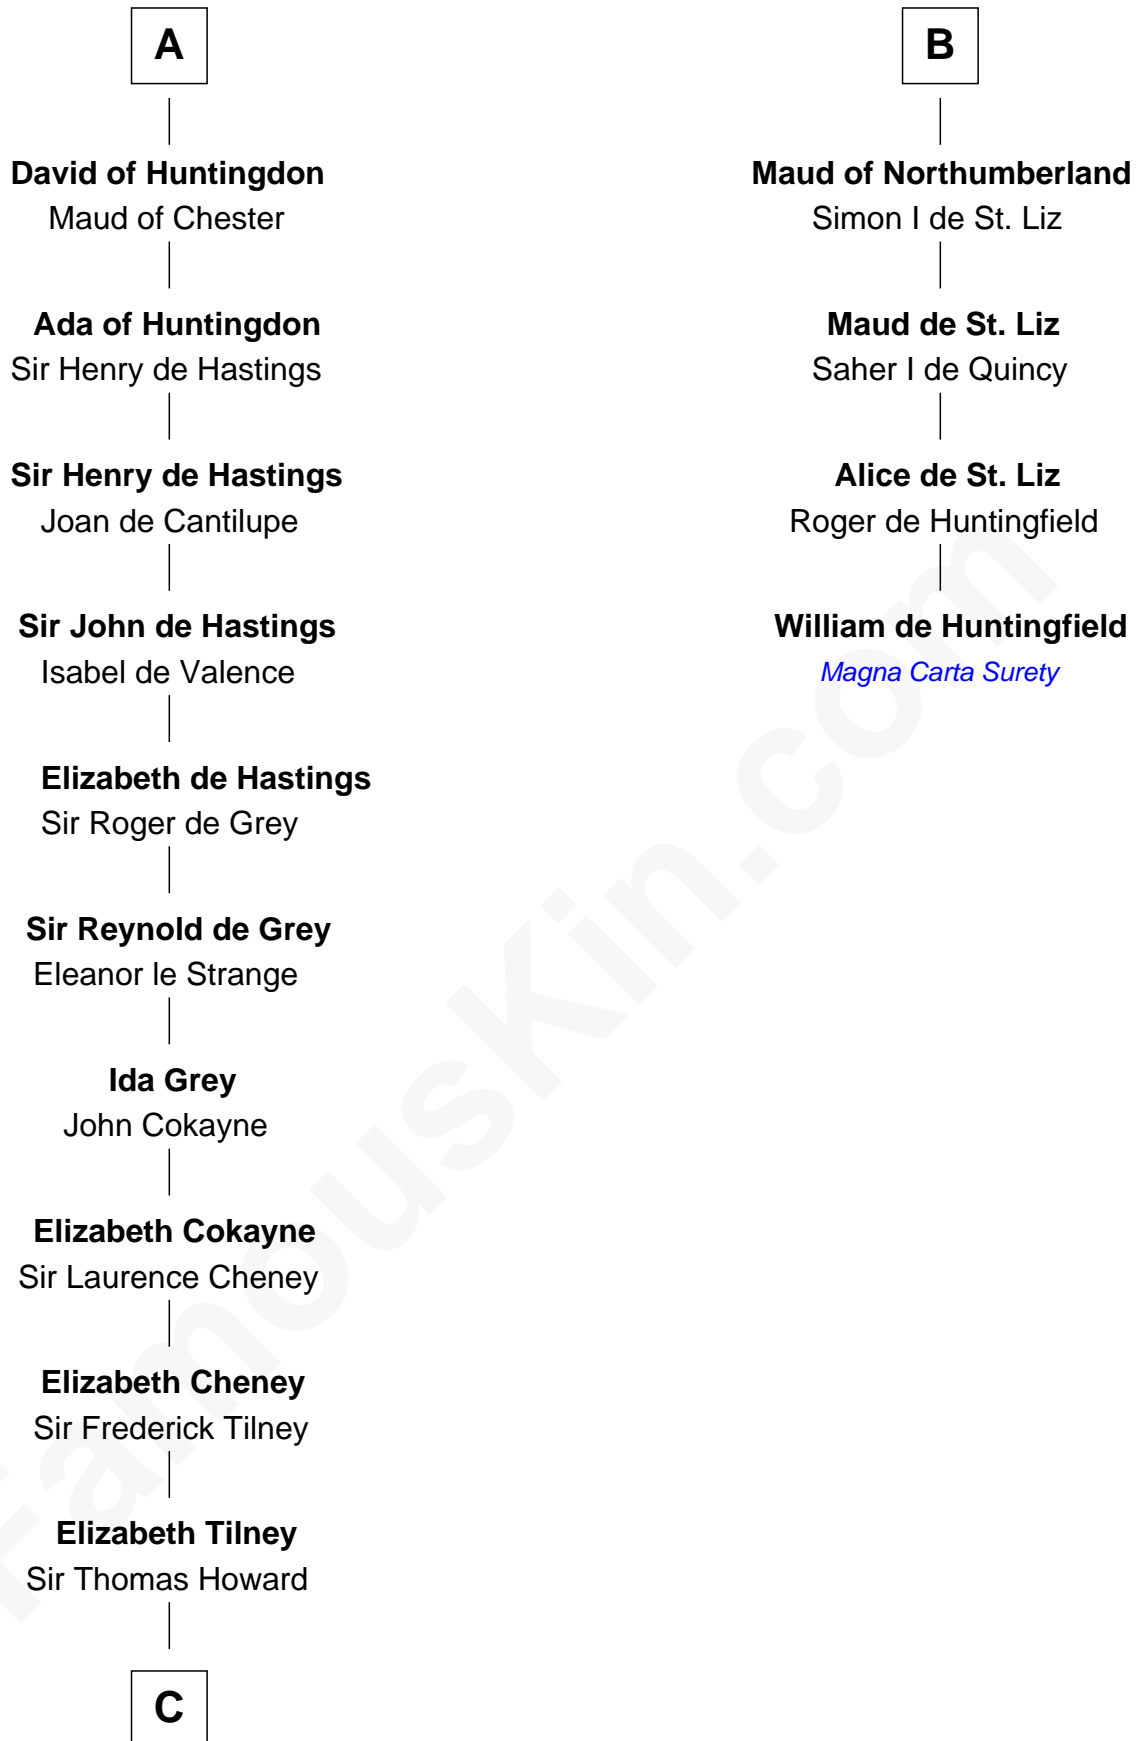 A
David of Huntingdon
Maud of Chester
Ada of Huntingdon
Sir Henry de Hastings
Sir Henry de Hastings
Joan de Cantilupe
Sir John de Hastings
Isabel de Valence
Elizabeth de Hastings
Sir Roger de Grey
Sir Reynold de Grey
Eleanor le Strange
Ida Grey
John Cokayne
Elizabeth Cokayne
Sir Laurence Cheney
Elizabeth Cheney
Sir Frederick Tilney
Elizabeth Tilney
Sir Thomas Howard
C
B
Maud of Northumberland
Simon I de St. Liz
Maud de St. Liz
Saher I de Quincy
Alice de St. Liz
Roger de Huntingfield
William de Huntingfield
Magna Carta Surety
FamousKin.com